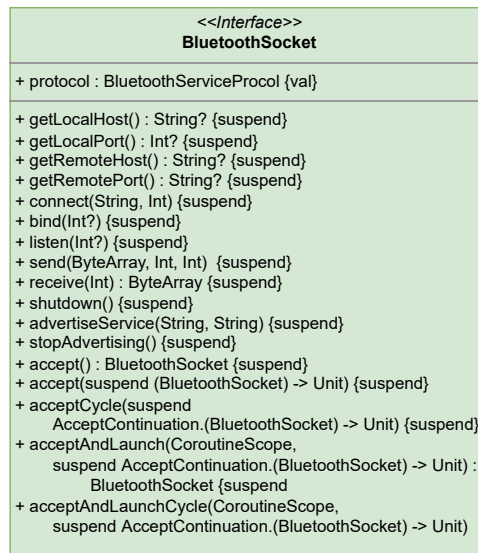 <<Interface>>
BluetoothSocket
+ protocol : BluetoothServiceProcol {val}
+ getLocalHost() : String? {suspend}
+ getLocalPort() : Int? {suspend}
+ getRemoteHost() : String? {suspend}
+ getRemotePort() : String? {suspend}
+ connect(String, Int) {suspend}
+ bind(Int?) {suspend}
+ listen(Int?) {suspend}
+ send(ByteArray, Int, Int)  {suspend}
+ receive(Int) : ByteArray {suspend}
+ shutdown() {suspend}
+ advertiseService(String, String) {suspend}
+ stopAdvertising() {suspend}
+ accept() : BluetoothSocket {suspend}
+ accept(suspend (BluetoothSocket) -> Unit) {suspend}
+ acceptCycle(suspend
AcceptContinuation.(BluetoothSocket) -> Unit) {suspend}
+ acceptAndLaunch(CoroutineScope,
suspend AcceptContinuation.(BluetoothSocket) -> Unit) :
BluetoothSocket {suspend
+ acceptAndLaunchCycle(CoroutineScope,
suspend AcceptContinuation.(BluetoothSocket) -> Unit)